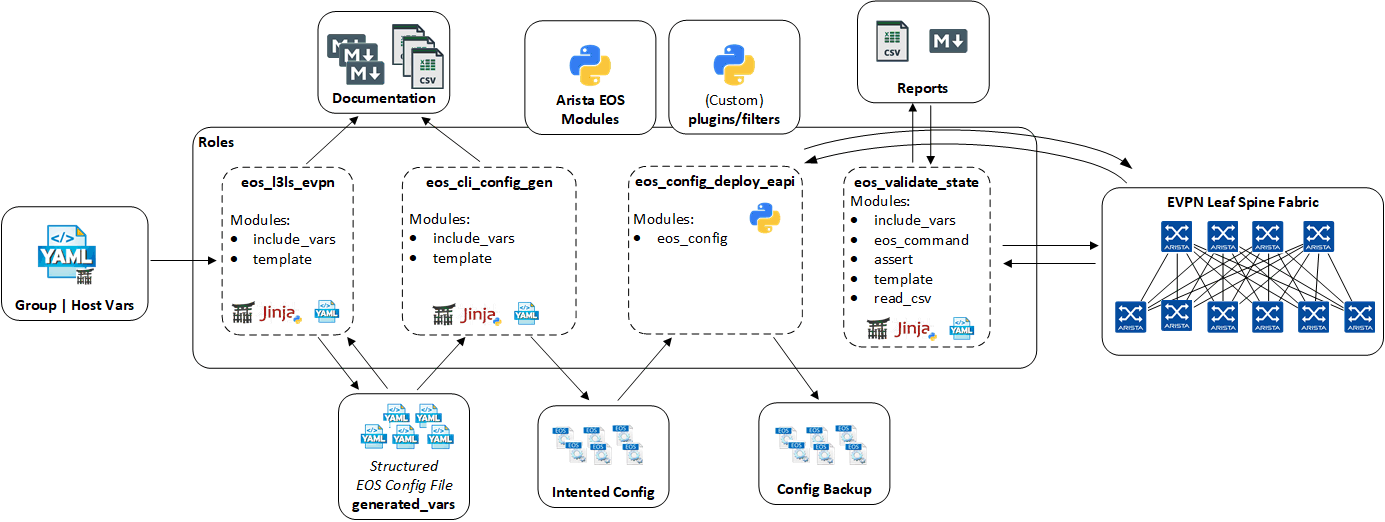 CSV
CSV
Documentation
Arista EOS
Modules
(Custom)
plugins/filters
CSV
Reports
Roles
eos_l3ls_evpn
Modules:
• include_vars
• template
Jinja
YAML
eos_cli_config_gen
Modules:
• include_vars
• template
Jinja
YAML
eos_config_deploy_eapi
Modules:
• eos_config
eos_validate_state
Modules:
• include_vars
• eos_command
• assert
• template
• read_csv
Jinja
YAML
YAML
Group | Host Vars
EVPN Leaf Spine Fabric
ARISTA
ARISTA
ARISTA
ARISTA
ARISTA
ARISTA
ARISTA
ARISTA
ARISTA
ARISTA
YAML
YAML
YAML
YAML
YAML
Structured
EOS Config File
generated_vars
EOS
EOS
EOS
EOS
EOS
EOS
Intented Config
EOS
EOS
EOS
EOS
EOS
EOS
Config Backup